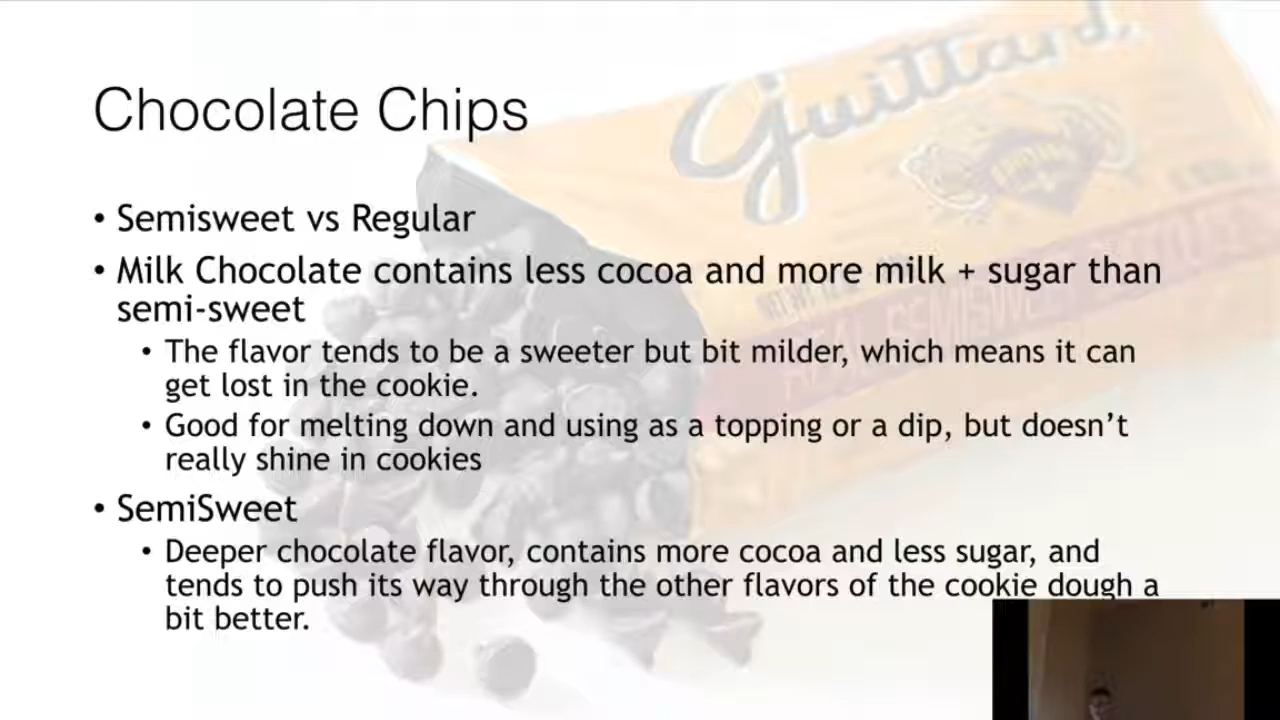 Chocolate Chips
Guittard
• Semisweet vs Regular
• Milk Chocolate contains less cocoa and more milk + sugar than
semi-sweet
• The flavor tends to be a sweeter but bit milder, which means it can
get lost in the cookie.
• Good for melting down and using as a topping or a dip, but doesn’t
really shine in cookies
REAL SEMISWEET
• SemiSweet
• Deeper chocolate flavor, contains more cocoa and less sugar, and
tends to push its way through the other flavors of the cookie dough a
bit better.